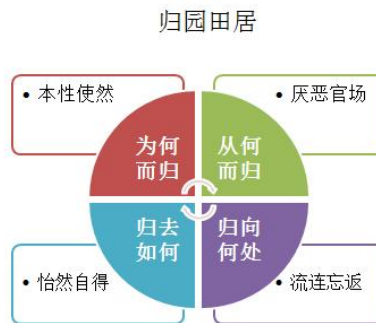 归园田居
• 本性使然
• 厌恶官场
为何
而归
从何
而归
归去
如何
归向
何处
• 怡然自得
• 流连忘返